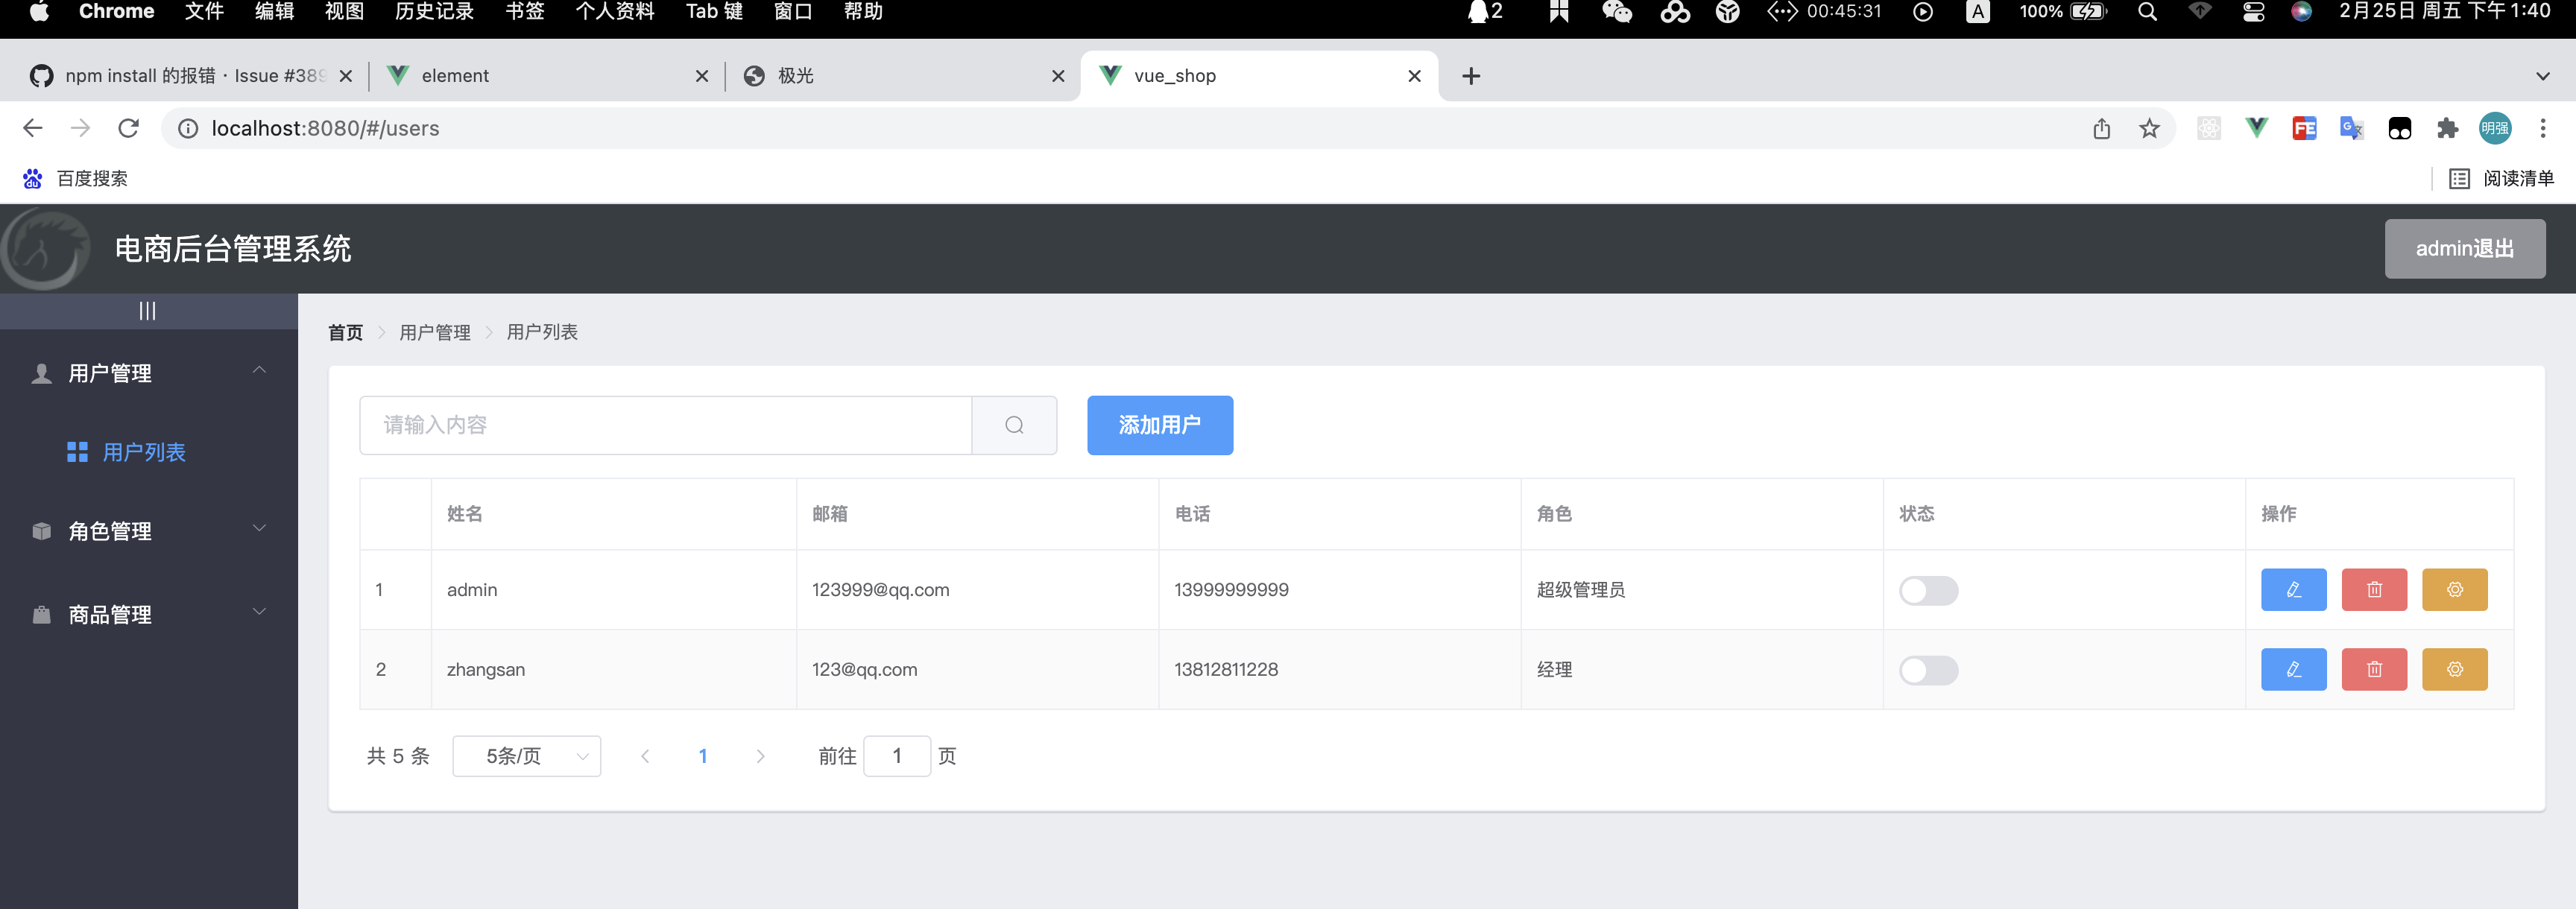 Chrome 文件 编辑 视图 历史记录 书签 个人资料 Tab 键 窗口 帮助 2 00:45:31 A 100% 2月25日 周五 下午1:40
npm install 的报错 · Issue #389 element 极光 vue_shop
localhost:8080/#/users FE 明强
百度搜索 阅读清单
电商后台管理系统 admin退出
|||
首页 用户管理 用户列表
用户管理
用户列表
角色管理
商品管理
请输入内容 添加用户
姓名 邮箱 电话 角色 状态 操作
1 admin 123999@qq.com 13999999999 超级管理员
2 zhangsan 123@qq.com 13812811228 经理
共 5 条 5条/页 1 前往 1 页